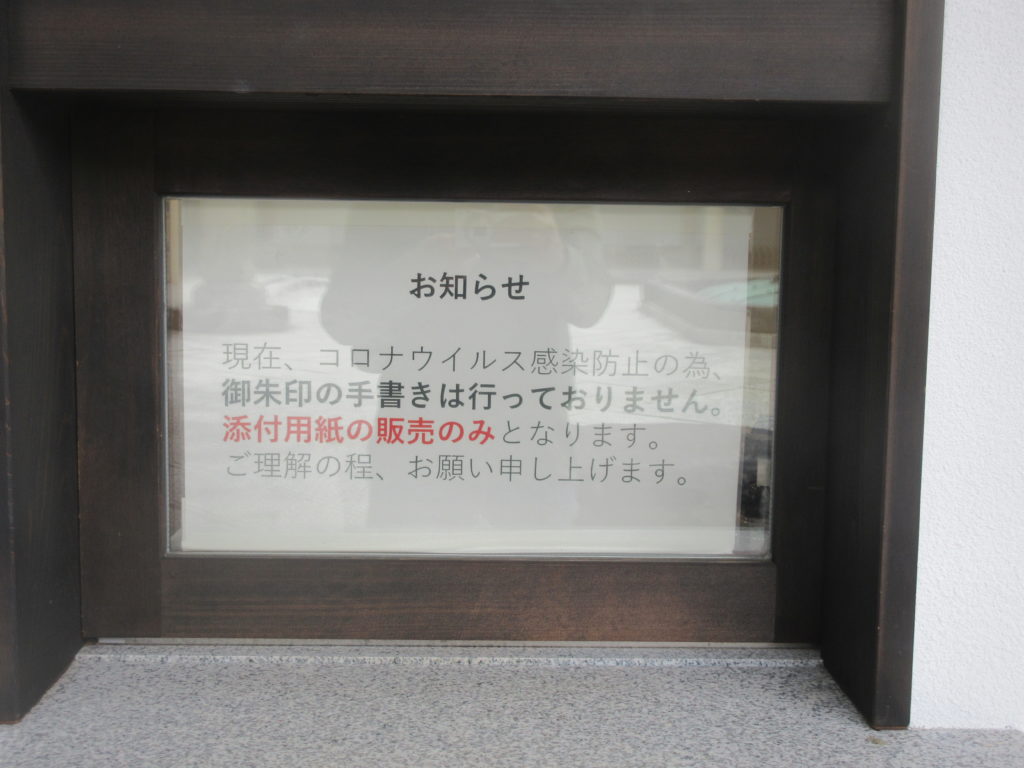 お知らせ
現在、コロナウイルス感染防止の為、
御朱印の手書きは行っておりません。
添付用紙の販売のみとなります。
ご理解の程、お願い申し上げます。